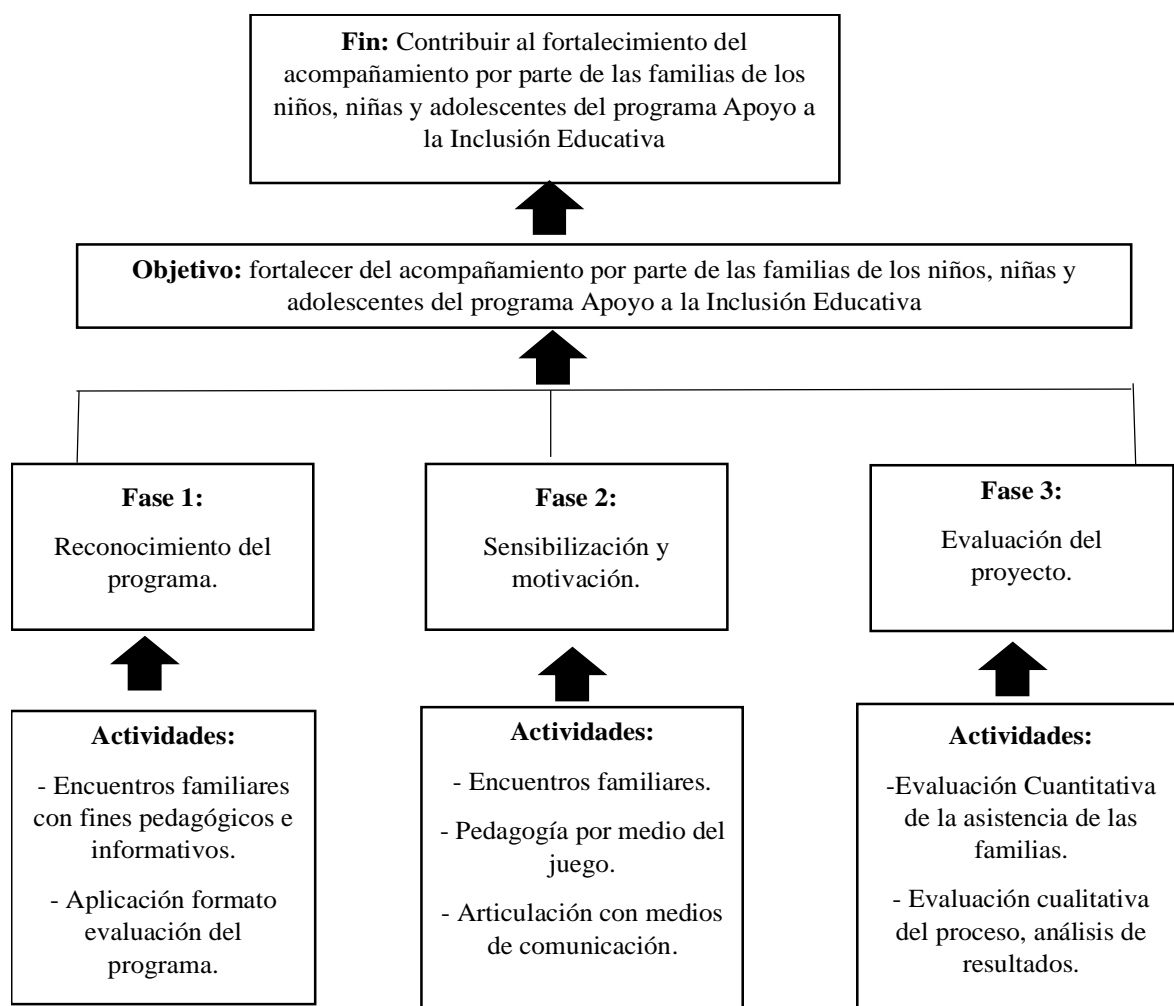 Fin: Contribuir al fortalecimiento del
acompañamiento por parte de las familias de los
niños, niñas y adolescentes del programa Apoyo a
la Inclusión Educativa
Objetivo: fortalecer del acompañamiento por parte de las familias de los niños, niñas y
adolescentes del programa Apoyo a la Inclusión Educativa
Fase 1:
Reconocimiento del
programa.
Fase 2:
Sensibilización y
motivación.
Fase 3:
Evaluación del
proyecto.
Actividades:
- Encuentros familiares
con fines pedagógicos e
informativos.
- Aplicación formato
evaluación del
programa.
Actividades:
- Encuentros familiares.
- Pedagogía por medio del
juego.
- Articulación con medios
de comunicación.
Actividades:
-Evaluación Cuantitativa
de la asistencia de las
familias.
- Evaluación cualitativa
del proceso, análisis de
resultados.